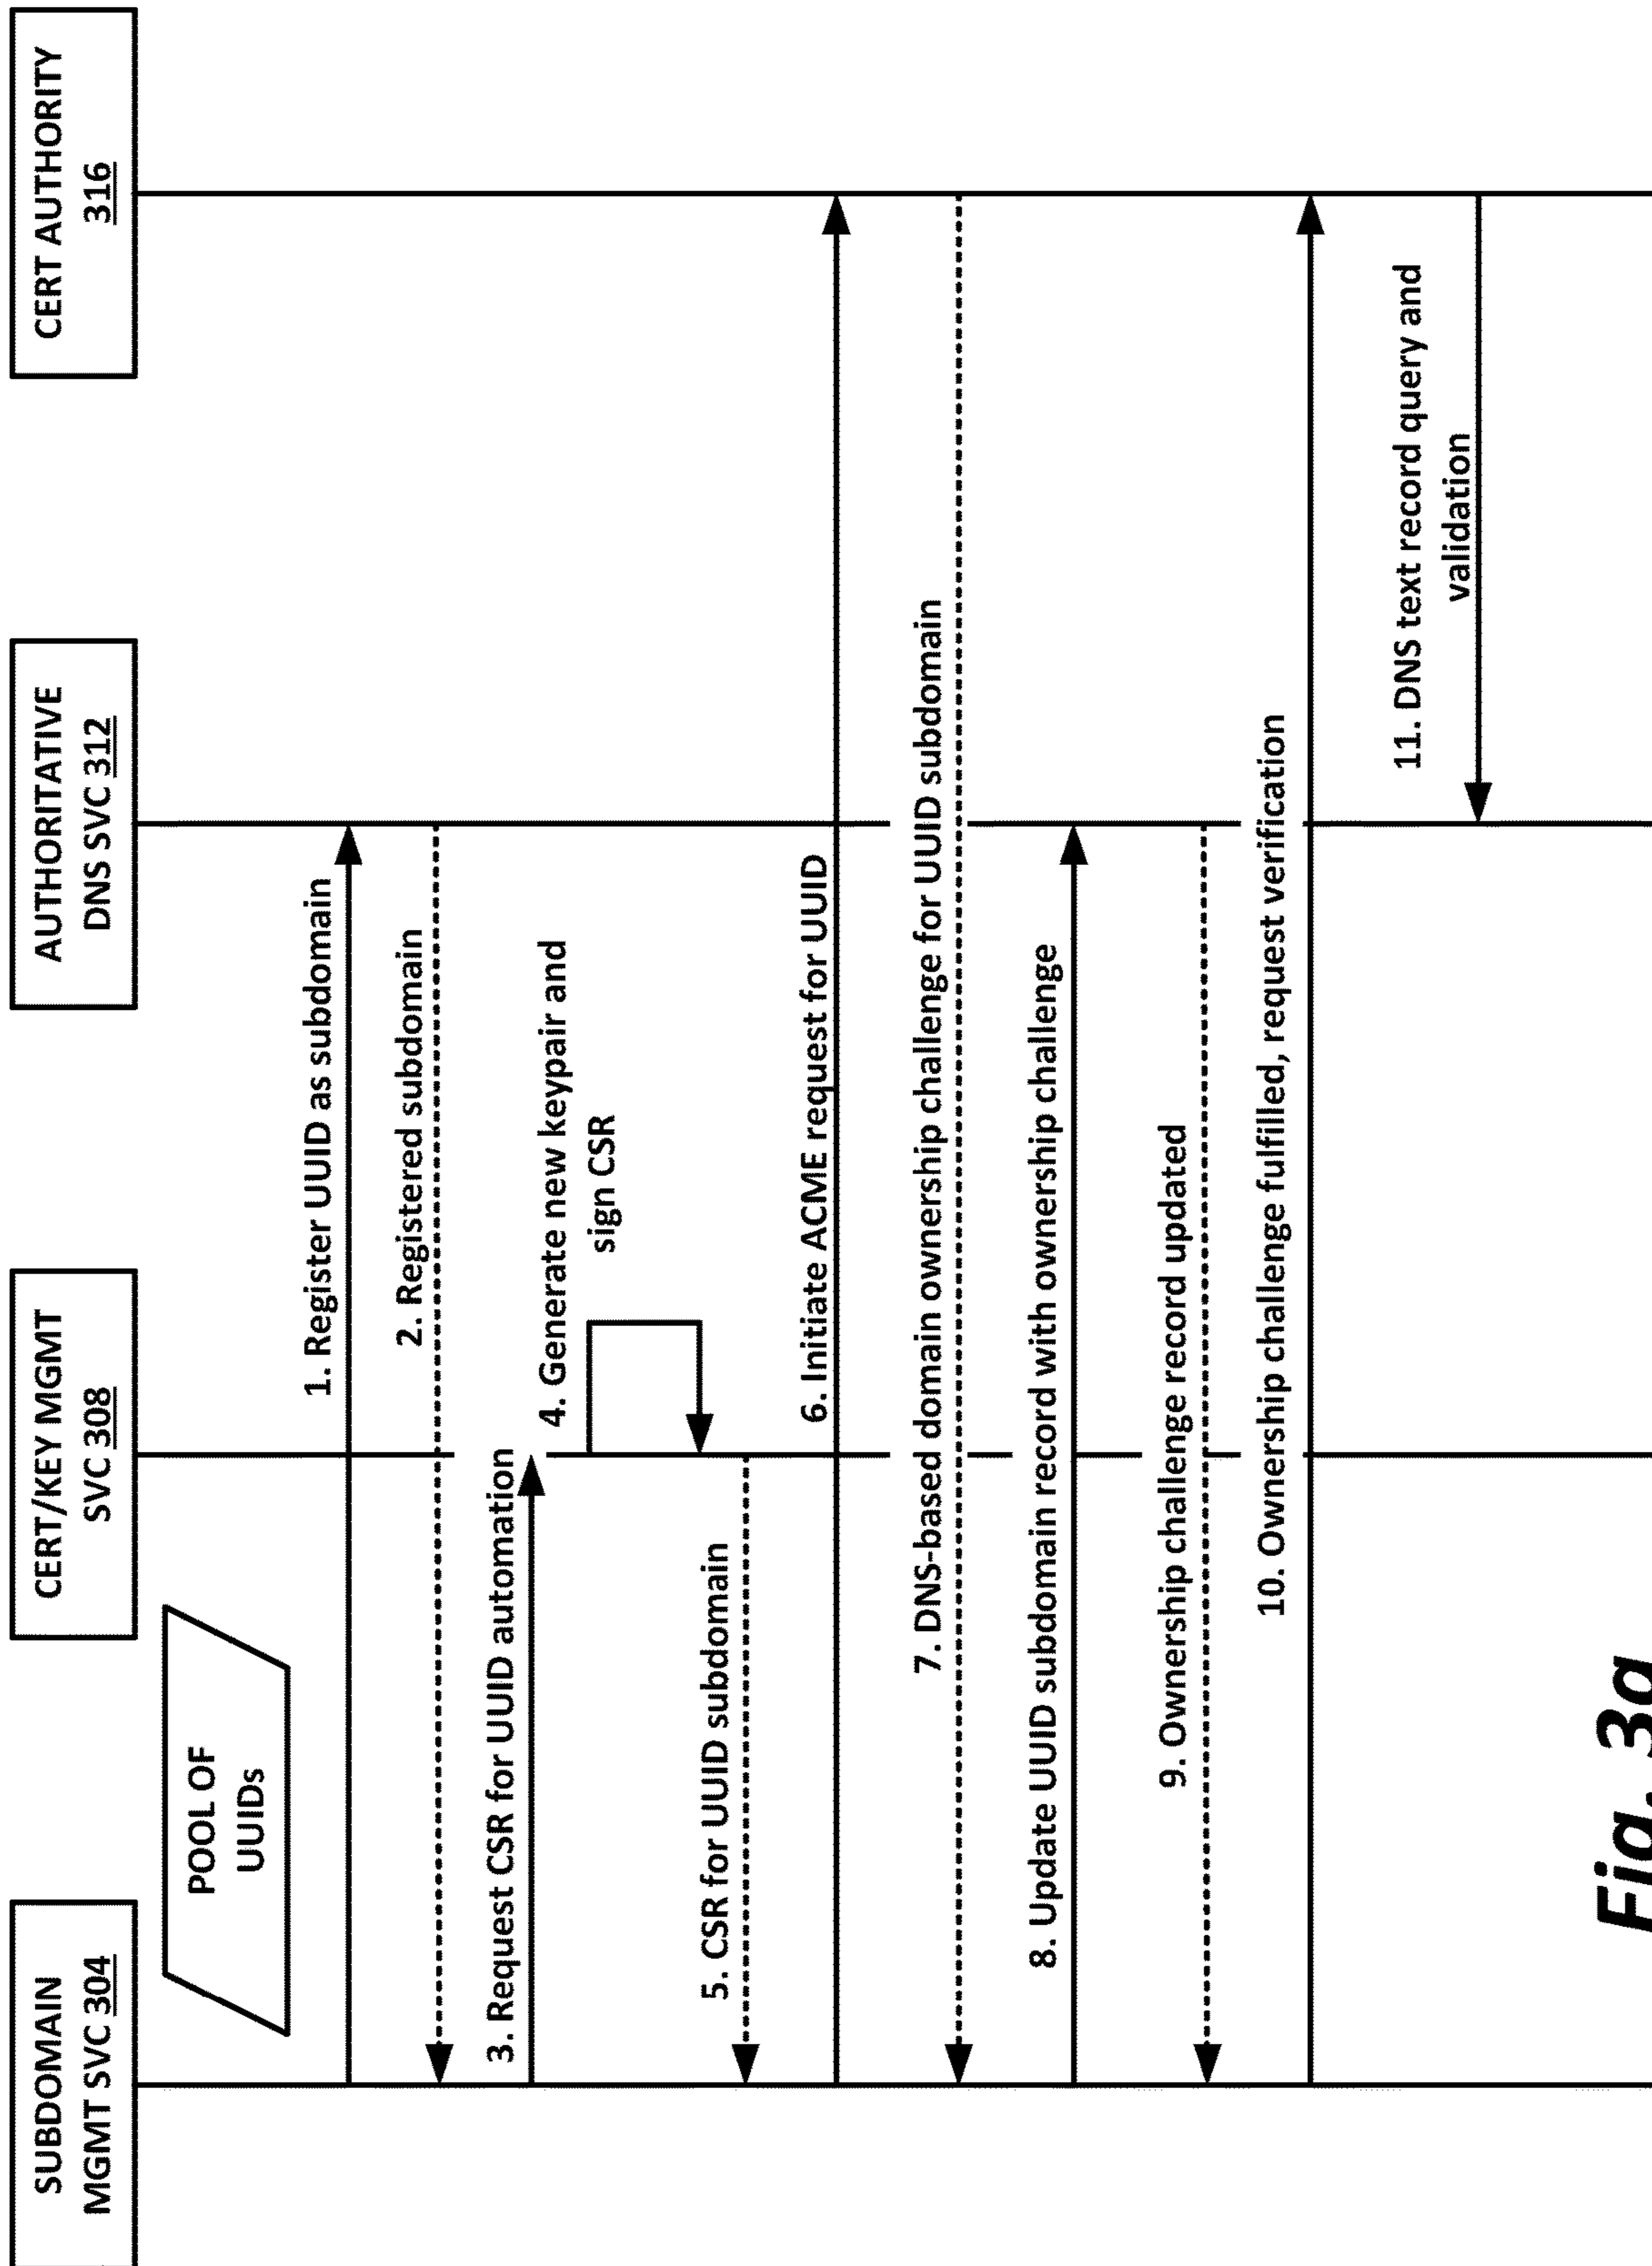 SUBDOMAIN
MGMT SVC 304
CERT/KEY MGMT
SVC 308
AUTHORITATIVE
DNS SVC 312
CERT AUTHORITY
316
POOL OF
UUIDs
1. Register UUID as subdomain
2. Registered subdomain
3. Request CSR for UUID automation
4. Generate new keypair and
sign CSR
5. CSR for UUID subdomain
6. Initiate ACME request for UUID
7. DNS-based domain ownership challenge for UUID subdomain
8. Update UUID subdomain record with ownership challenge
9. Ownership challenge record updated
10. Ownership challenge fulfilled, request verification
11. DNS text record query and
validation
Fig. 3a